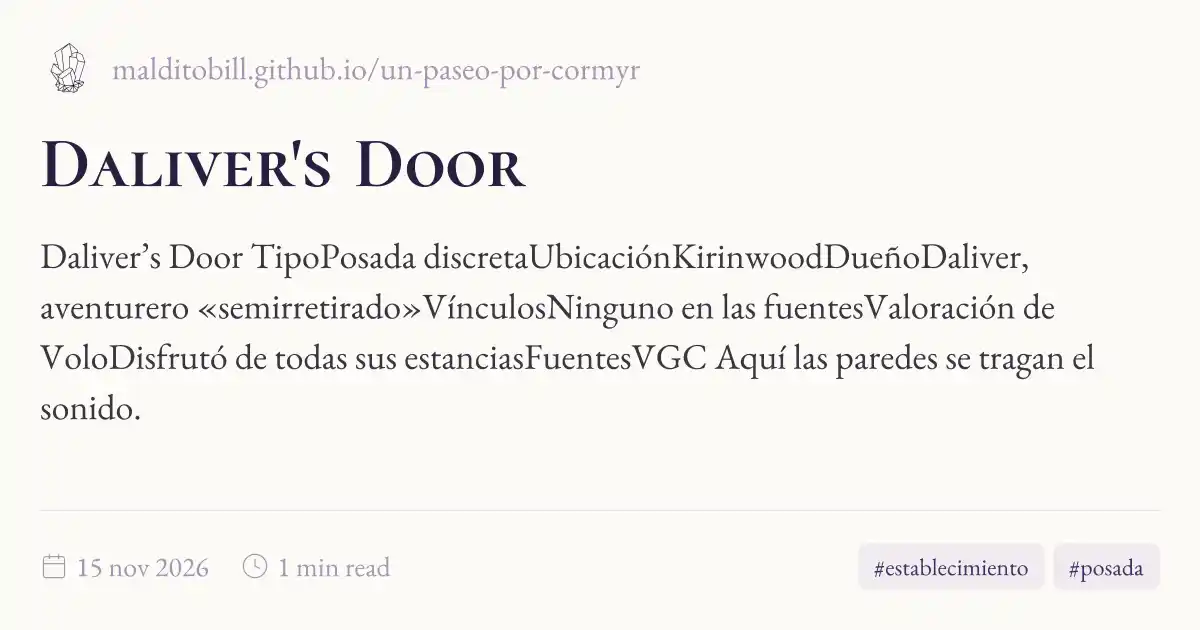 malditobill.github.io/un-paseo-por-cormyr
Daliver's Door
Daliver’s Door TipoPosada discretaUbicaciónKirinwoodDueñoDaliver,
aventurero «semirretirado»VínculosNinguno en las fuentesValoración de
VoloDisfrutó de todas sus estanciasFuentesVGC Aquí las paredes se tragan el
sonido.
15 nov 2026 1 min read #establecimiento #posada